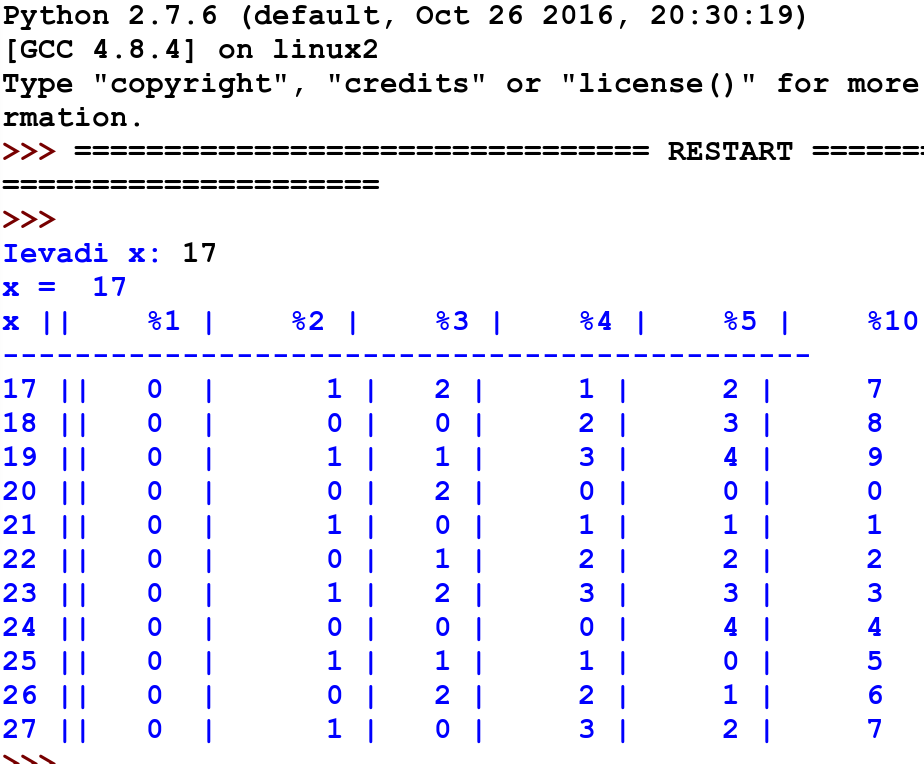 Python 2.7.6 (default, Oct 26 2016, 20:30:19)
[GCC 4.8.4] on linux2
Type "copyright", "credits" or "license()" for more
rmation.
>>> ================================ RESTART ======
=====================
>>>
Ievadi x: 17
x =  17
x ||    %1 |    %2 |    %3 |    %4 |    %5 |    %10
---------------------------------------------
17 ||   0  |      1 |   2 |     1 |     2 |     7
18 ||   0  |      0 |   0 |     2 |     3 |     8
19 ||   0  |      1 |   1 |     3 |     4 |     9
20 ||   0  |      0 |   2 |     0 |     0 |     0
21 ||   0  |      1 |   0 |     1 |     1 |     1
22 ||   0  |      0 |   1 |     2 |     2 |     2
23 ||   0  |      1 |   2 |     3 |     3 |     3
24 ||   0  |      0 |   0 |     0 |     4 |     4
25 ||   0  |      1 |   1 |     1 |     0 |     5
26 ||   0  |      0 |   2 |     2 |     1 |     6
27 ||   0  |      1 |   0 |     3 |     2 |     7
>>>